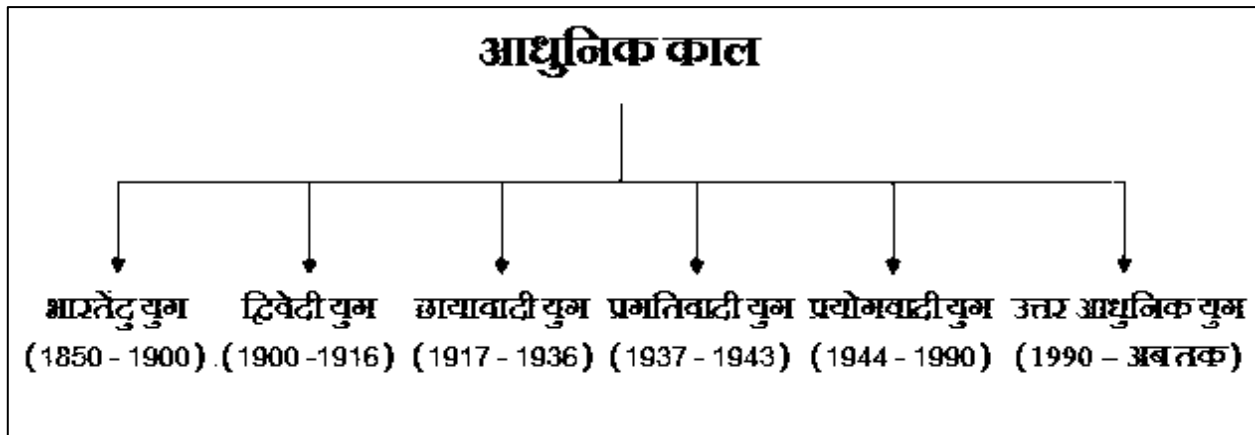 आधुनिक काल
भारतेंदु युग द्विवेदी युग छायावादी युग प्रगतिवादी युग प्रयोगवादी युग उत्तर आधुनिक युग
(1850 - 1900) .(1900 -1916) (1917 - 1936) (1937 - 1943) (1944 - 1990) (1990 – अब तक)